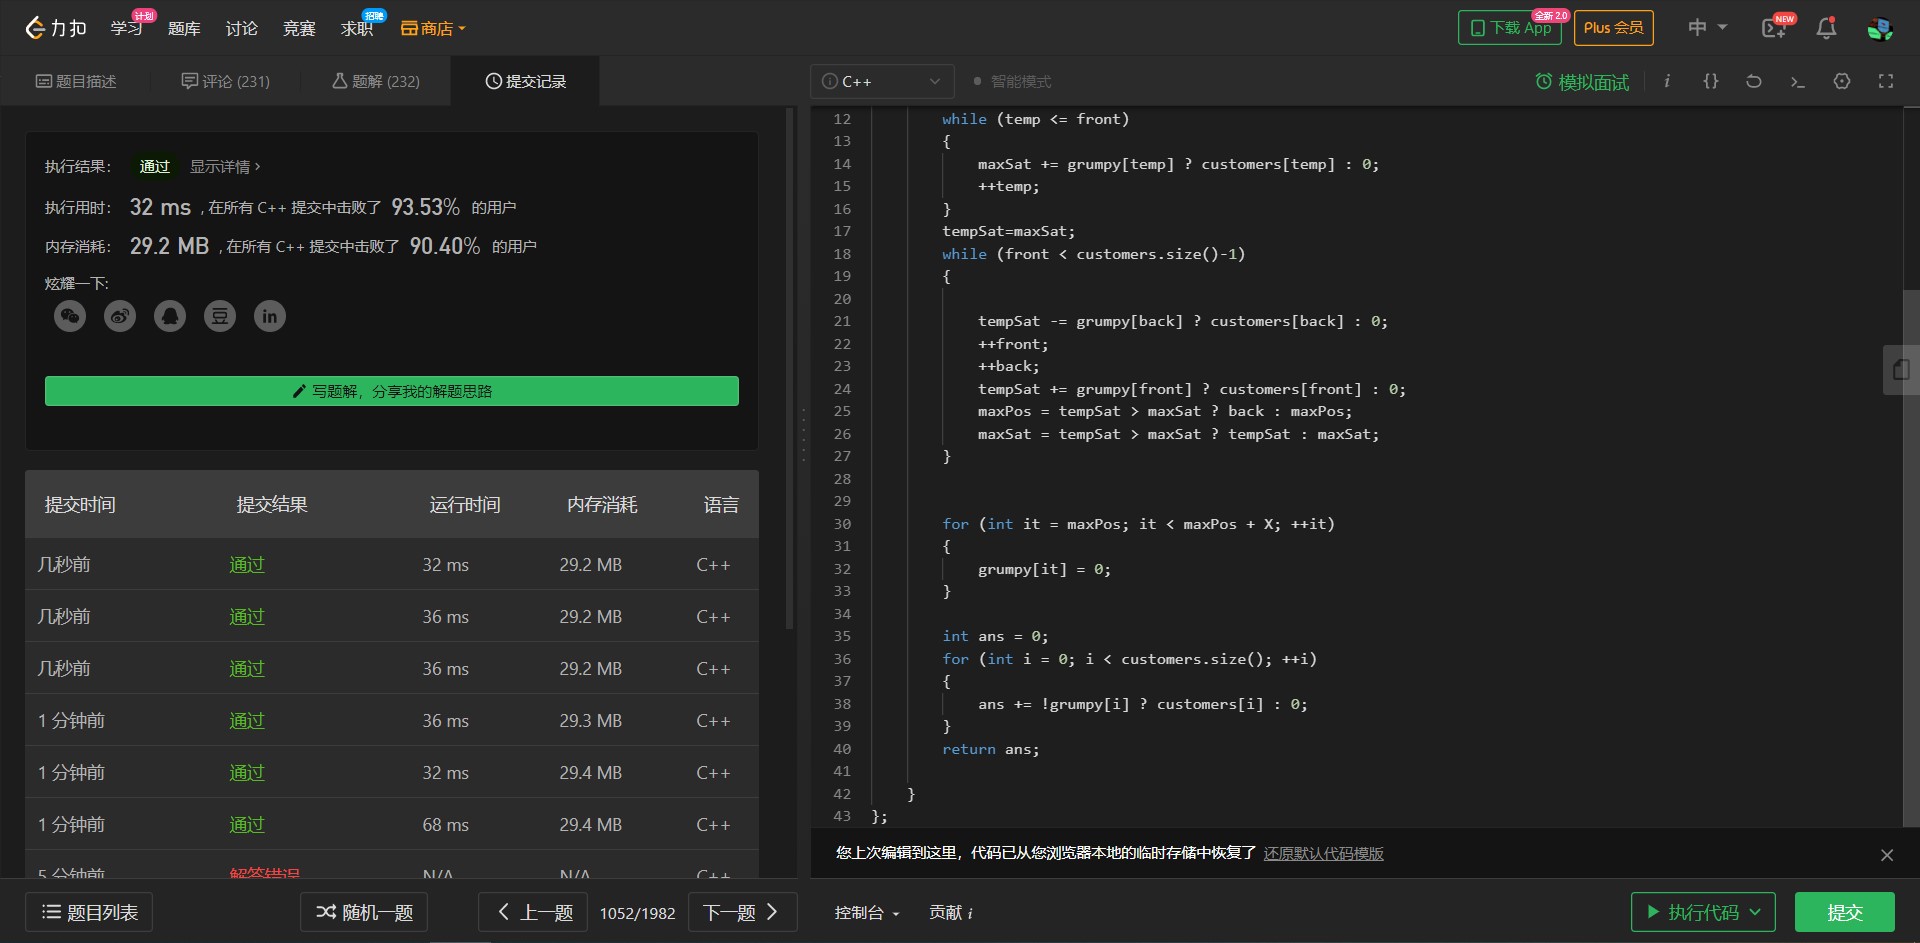 力扣 学习 计划 题库 讨论 竞赛 求职 招聘 商店 下载 App 全新 2.0 Plus 会员 中 NEW
题目描述 评论 (231) 题解 (232) 提交记录 i C++ 智能模式 模拟面试 i {}
执行结果： 通过 显示详情 ›
执行用时： 32 ms , 在所有 C++ 提交中击败了 93.53% 的用户
内存消耗： 29.2 MB , 在所有 C++ 提交中击败了 90.40% 的用户
炫耀一下:
豆 in
写题解，分享我的解题思路
提交时间 提交结果 运行时间 内存消耗 语言
几秒前 通过 32 ms 29.2 MB C++
几秒前 通过 36 ms 29.2 MB C++
几秒前 通过 36 ms 29.2 MB C++
1 分钟前 通过 36 ms 29.3 MB C++
1 分钟前 通过 32 ms 29.4 MB C++
1 分钟前 通过 68 ms 29.4 MB C++
5 分钟前 解答错误 N/A N/A C++
12 while (temp <= front)
13 {
14 maxSat += grumpy[temp] ? customers[temp] : 0;
15 ++temp;
16 }
17 tempSat=maxSat;
18 while (front < customers.size()-1)
19 {
20
21 tempSat -= grumpy[back] ? customers[back] : 0;
22 ++front;
23 ++back;
24 tempSat += grumpy[front] ? customers[front] : 0;
25 maxPos = tempSat > maxSat ? back : maxPos;
26 maxSat = tempSat > maxSat ? tempSat : maxSat;
27 }
28
29
30 for (int it = maxPos; it < maxPos + X; ++it)
31 {
32 grumpy[it] = 0;
33 }
34
35 int ans = 0;
36 for (int i = 0; i < customers.size(); ++i)
37 {
38 ans += !grumpy[i] ? customers[i] : 0;
39 }
40 return ans;
41
42 }
43 };
您上次编辑到这里，代码已从您浏览器本地的临时存储中恢复了 还原默认代码模版
题目列表 随机一题 上一题 1052/1982 下一题 控制台 贡献 i 执行代码 提交